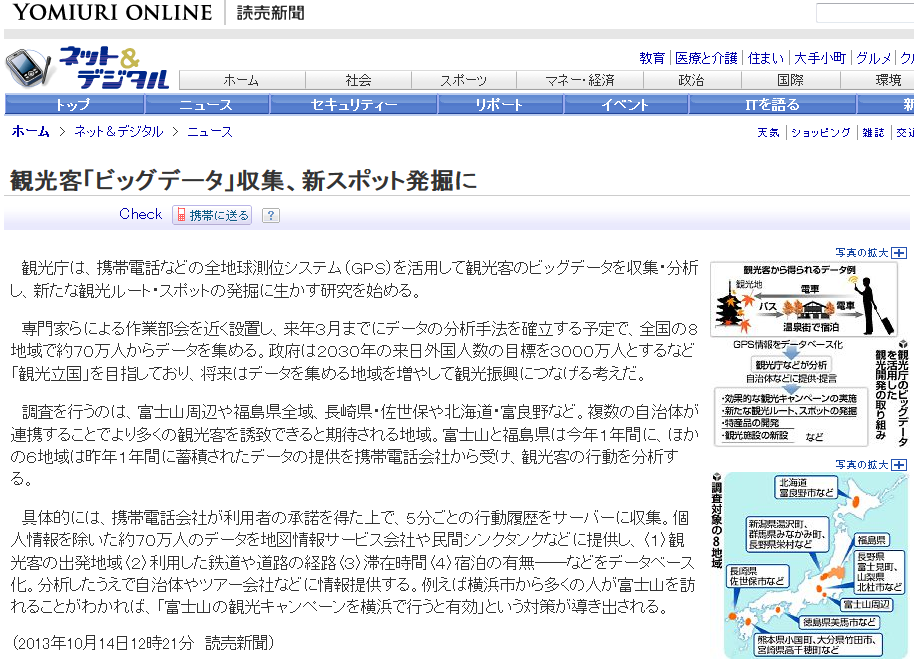 YOMIURI ONLINE 読売新聞
ネット&デジタル
教育 医療と介護 住まい 大手小町 グルメ
ホーム 社会 スポーツ マネー・経済 政治 国際 環境
トップ ニュース セキュリティー リポート イベント ITを語る 新
ホーム > ネット&デジタル > ニュース
天気 ショッピング 雑誌 交
観光客「ビッグデータ」収集、新スポット発掘に
Check 携帯に送る ?
観光庁は、携帯電話などの全地球測位システム(GPS)を活用して観光客のビッグデータを収集・分析
し、新たな観光ルート・スポットの発掘に生かす研究を始める。
専門家らによる作業部会を近く設置し、来年3月までにデータの分析手法を確立する予定で、全国の8
地域で約70万人からデータを集める。政府は2030年の来日外国人数の目標を3000万人とするなど
「観光立国」を目指しており、将来はデータを集める地域を増やして観光振興につなげる考えだ。
調査を行うのは、富士山周辺や福島県全域、長崎県・佐世保や北海道・富良野など。複数の自治体が
連携することでより多くの観光客を誘致できると期待される地域。富士山と福島県は今年1年間に、ほか
の6地域は昨年1年間に蓄積されたデータの提供を携帯電話会社から受け、観光客の行動を分析す
る。
具体的には、携帯電話会社が利用者の承諾を得た上で、5分ごとの行動履歴をサーバーに収集。個
人情報を除いた約70万人のデータを地図情報サービス会社や民間シンクタンクなどに提供し、〈1〉観
光客の出発地域〈2〉利用した鉄道や道路の経路〈3〉滞在時間〈4〉宿泊の有無――などをデータベース
化。分析したうえで自治体やツアー会社などに情報提供する。例えば横浜市から多くの人が富士山を訪
れることがわかれば、「富士山の観光キャンペーンを横浜で行うと有効」という対策が導き出される。
(2013年10月14日12時21分 読売新聞)
写真の拡大
観光客から得られるデータ例
観光地
電車
バス
電車
温泉街で宿泊
GPS情報をデータベース化
観光庁などが分析
自治体などに提供・提言
・効果的な観光キャンペーンの実施
・新たな観光ルート、スポットの発掘
・特産品の開発
・観光施設の新設 など
観光庁のビッグデータ
を活用した
観光開発の取り組み
写真の拡大
調査対象の8地域
北海道
富良野市など
新潟県湯沢町、
群馬県みなかみ町、
長野県栄村など
福島県
長野県
富士見町、
山梨県
北杜市など
長崎県
佐世保市など
富士山周辺
徳島県美馬市など
熊本県小国町、大分県竹田市、
宮崎県高千穂町など